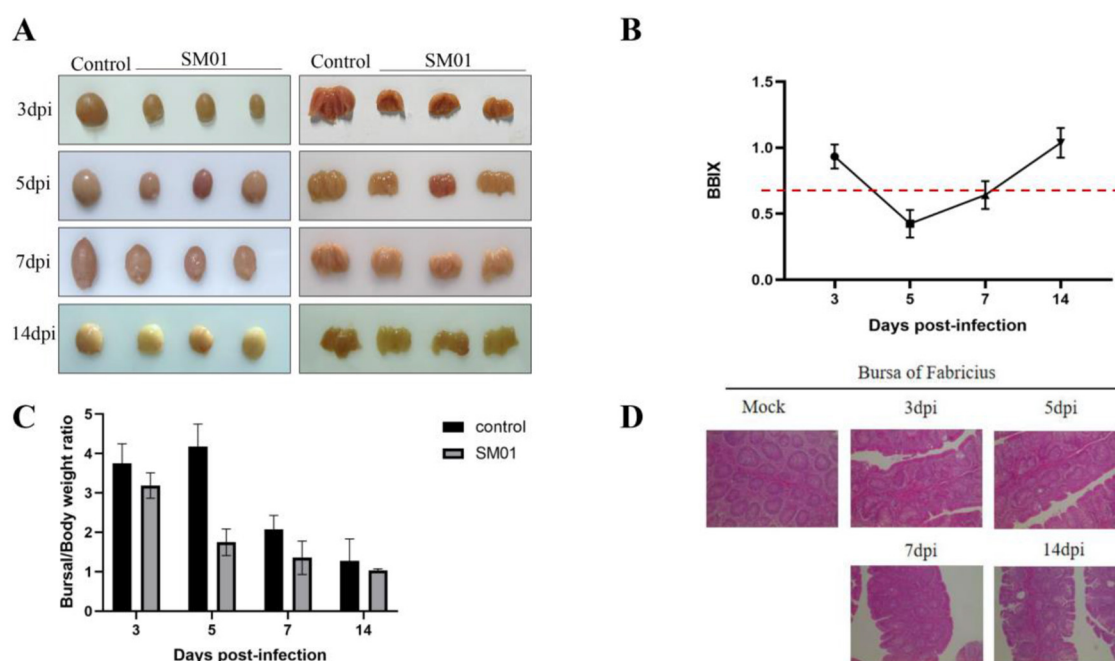 A
Control SM01 Control SM01
3dpi
5dpi
7dpi
14dpi
B
1.5
1.0
0.5
0.0
BBIX
3 5 7 14
Days post-infection
C
5
4
3
2
1
0
Bursal/Body weight ratio
control
SM01
3 5 7 14
Days post-infection
D
Bursa of Fabricius
Mock 3dpi 5dpi
7dpi 14dpi